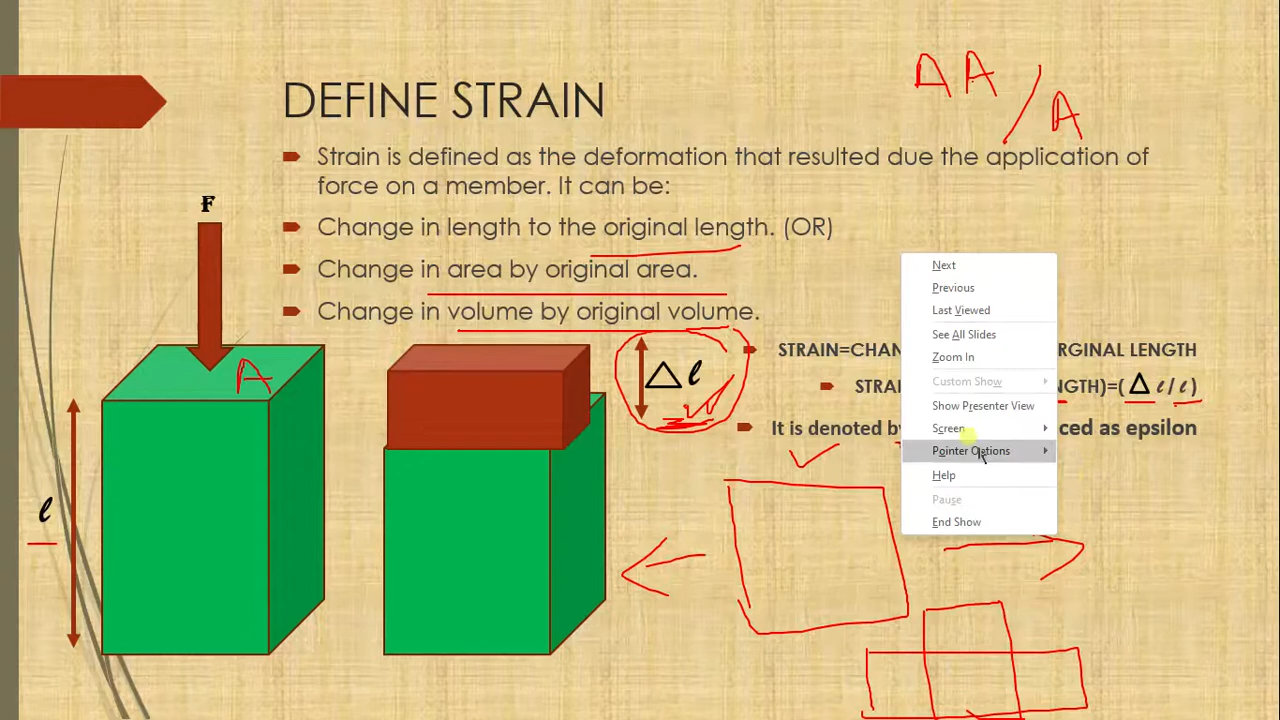 ΔA/A
DEFINE STRAIN
Strain is defined as the deformation that resulted due the application of
force on a member. It can be:
Change in length to the original length. (OR)
Change in area by original area.
Change in volume by original volume.
F
A
l
Δ l
STRAIN=CHAN RGINAL LENGTH
STRAI NGTH)=(Δ l/l)
It is denoted by ced as epsilon
Next
Previous
Last Viewed
See All Slides
Zoom In
Custom Show
Show Presenter View
Screen
Pointer Options
Help
Pause
End Show